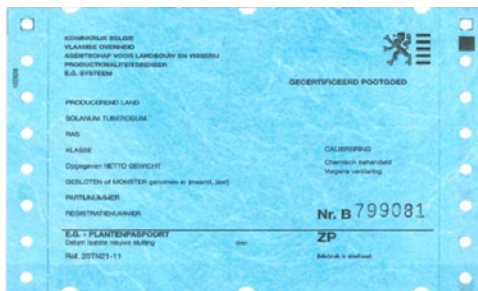 KONINKRIJK BELGIE
VLAAMSE OVERHEID
AGENTSCHAP VOOR LANDBOUW EN VISSERIJ
PRODUCTKWALITEITSBEHEER
E.G. SYSTEEM
GECERTIFICEERD POOTGOED
PRODUCEREND LAND
SOLANUM TUBEROSUM
RAS
KLASSE
CALIBRERING
Opgegeven NETTO GEWICHT
Chemisch behandeld
Volgens verklaring
GESLOTEN of MONSTER genomen in (maand, jaar)
PARTIJNUMMER
REGISTRATIENUMMER
Nr. B 799081
E.G. - PLANTENPASPOORT
ZP
Datum laatste nieuwe sluiting
door
Ref. 20TN21-11